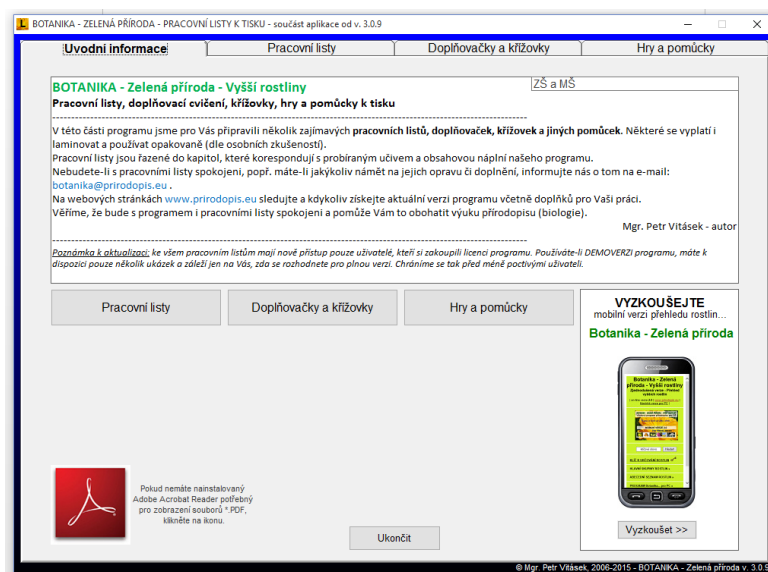 BOTANIKA - ZELENÁ PŘÍRODA - PRACOVNÍ LISTY K TISKU - součást aplikace od v. 3.0.9
Uvodní informace
Pracovní listy
Doplňovačky a křížovky
Hry a pomůcky
BOTANIKA - Zelená příroda - Vyšší rostliny
ZŠ a MŠ
Pracovní listy, doplňovací cvičení, křížovky, hry a pomůcky k tisku
V této části programu jsme pro Vás připravili několik zajímavých pracovních listů, doplňovaček, křížovek a jiných pomůcek. Některé se vyplatí i
laminovat a používat opakovaně (dle osobních zkušeností).
Pracovní listy jsou řazené do kapitol, které korespondují s probíraným učivem a obsahovou náplní našeho programu.
Nebudete-li s pracovními listy spokojeni, popř. máte-li jakýkoliv námět na jejich opravu či doplnění, informujte nás o tom na e-mail:
botanika@prirodopis.eu .
Na webových stránkách www.prirodopis.eu sledujte a kdykoliv získejte aktuální verzi programu včetně doplňků pro Vaši práci.
Věříme, že bude s programem i pracovními listy spokojeni a pomůže Vám to obohatit výuku přírodopisu (biologie).
Mgr. Petr Vitásek - autor
Poznámka k aktualizaci: ke všem pracovním listům mají nově přístup pouze uživatelé, kteří si zakoupili licenci programu. Používáte-li DEMOVERZI programu, máte k
dispozici pouze několik ukázek a záleží jen na Vás, zda se rozhodnete pro plnou verzi. Chráníme se tak před méně poctivými uživateli.
Pracovní listy
Doplňovačky a křížovky
Hry a pomůcky
VYZKOUŠEJTE
mobilní verzi přehledu rostlin...
Botanika - Zelená příroda
Botanika - Zelená
příroda - Vyšší rostliny
Pokud nemáte nainstalovaný
Adobe Acrobat Reader potřebný
pro zobrazení souborů *.PDF,
klikněte na ikonu.
Ukončit
Vyzkoušet >>
© Mgr. Petr Vitásek, 2006-2015 - BOTANIKA - Zelená příroda v. 3.0.9